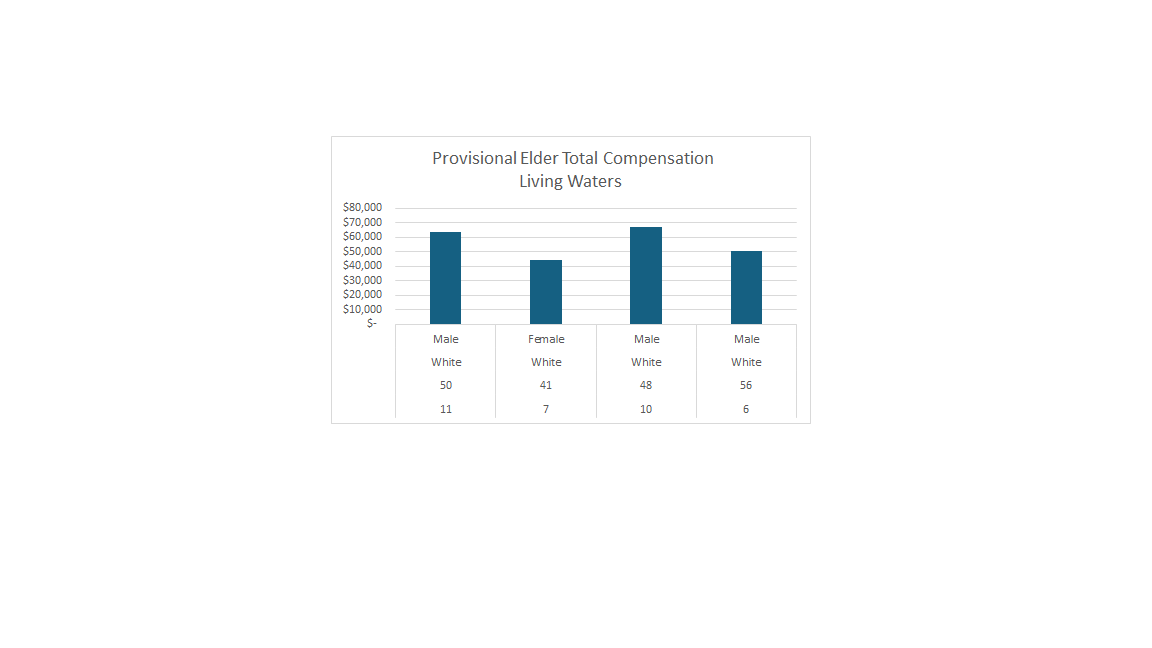 Provisional Elder Total Compensation
Living Waters
$80,000
$70,000
$60,000
$50,000
$40,000
$30,000
$20,000
$10,000
$-
Male Female Male Male
White White White White
50 41 48 56
11 7 10 6